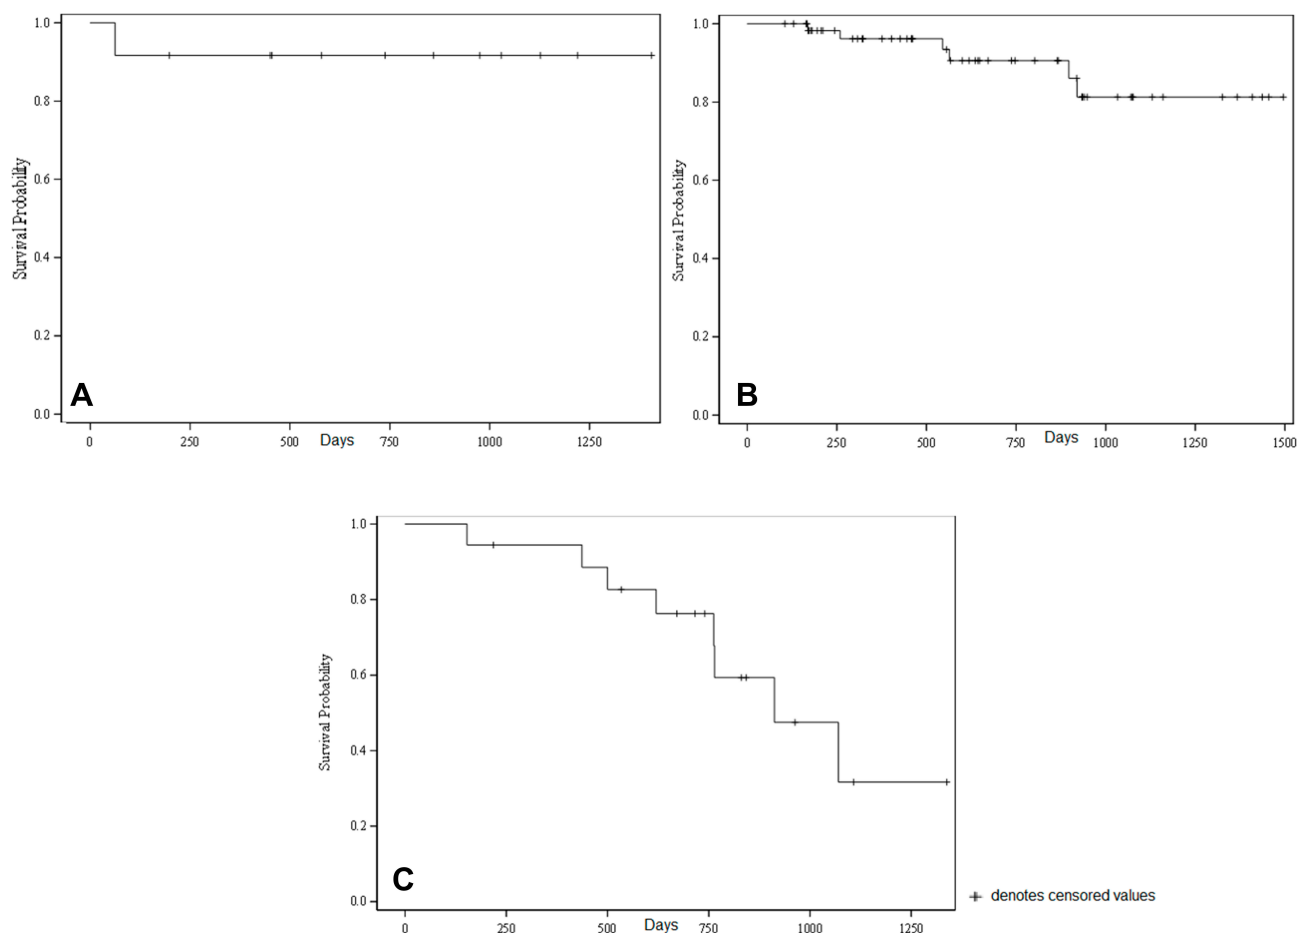 1.0
0.8
0.6
0.4
0.2
0.0
Survival Probability
A
0 250 500 Days 750 1000 1250
1.0
0.8
0.6
0.4
0.2
0.0
Survival Probability
B
0 250 500 750 Days 1000 1250 1500
1.0
0.8
0.6
0.4
0.2
0.0
Survival Probability
C
0 250 500 Days 750 1000 1250
+ denotes censored values